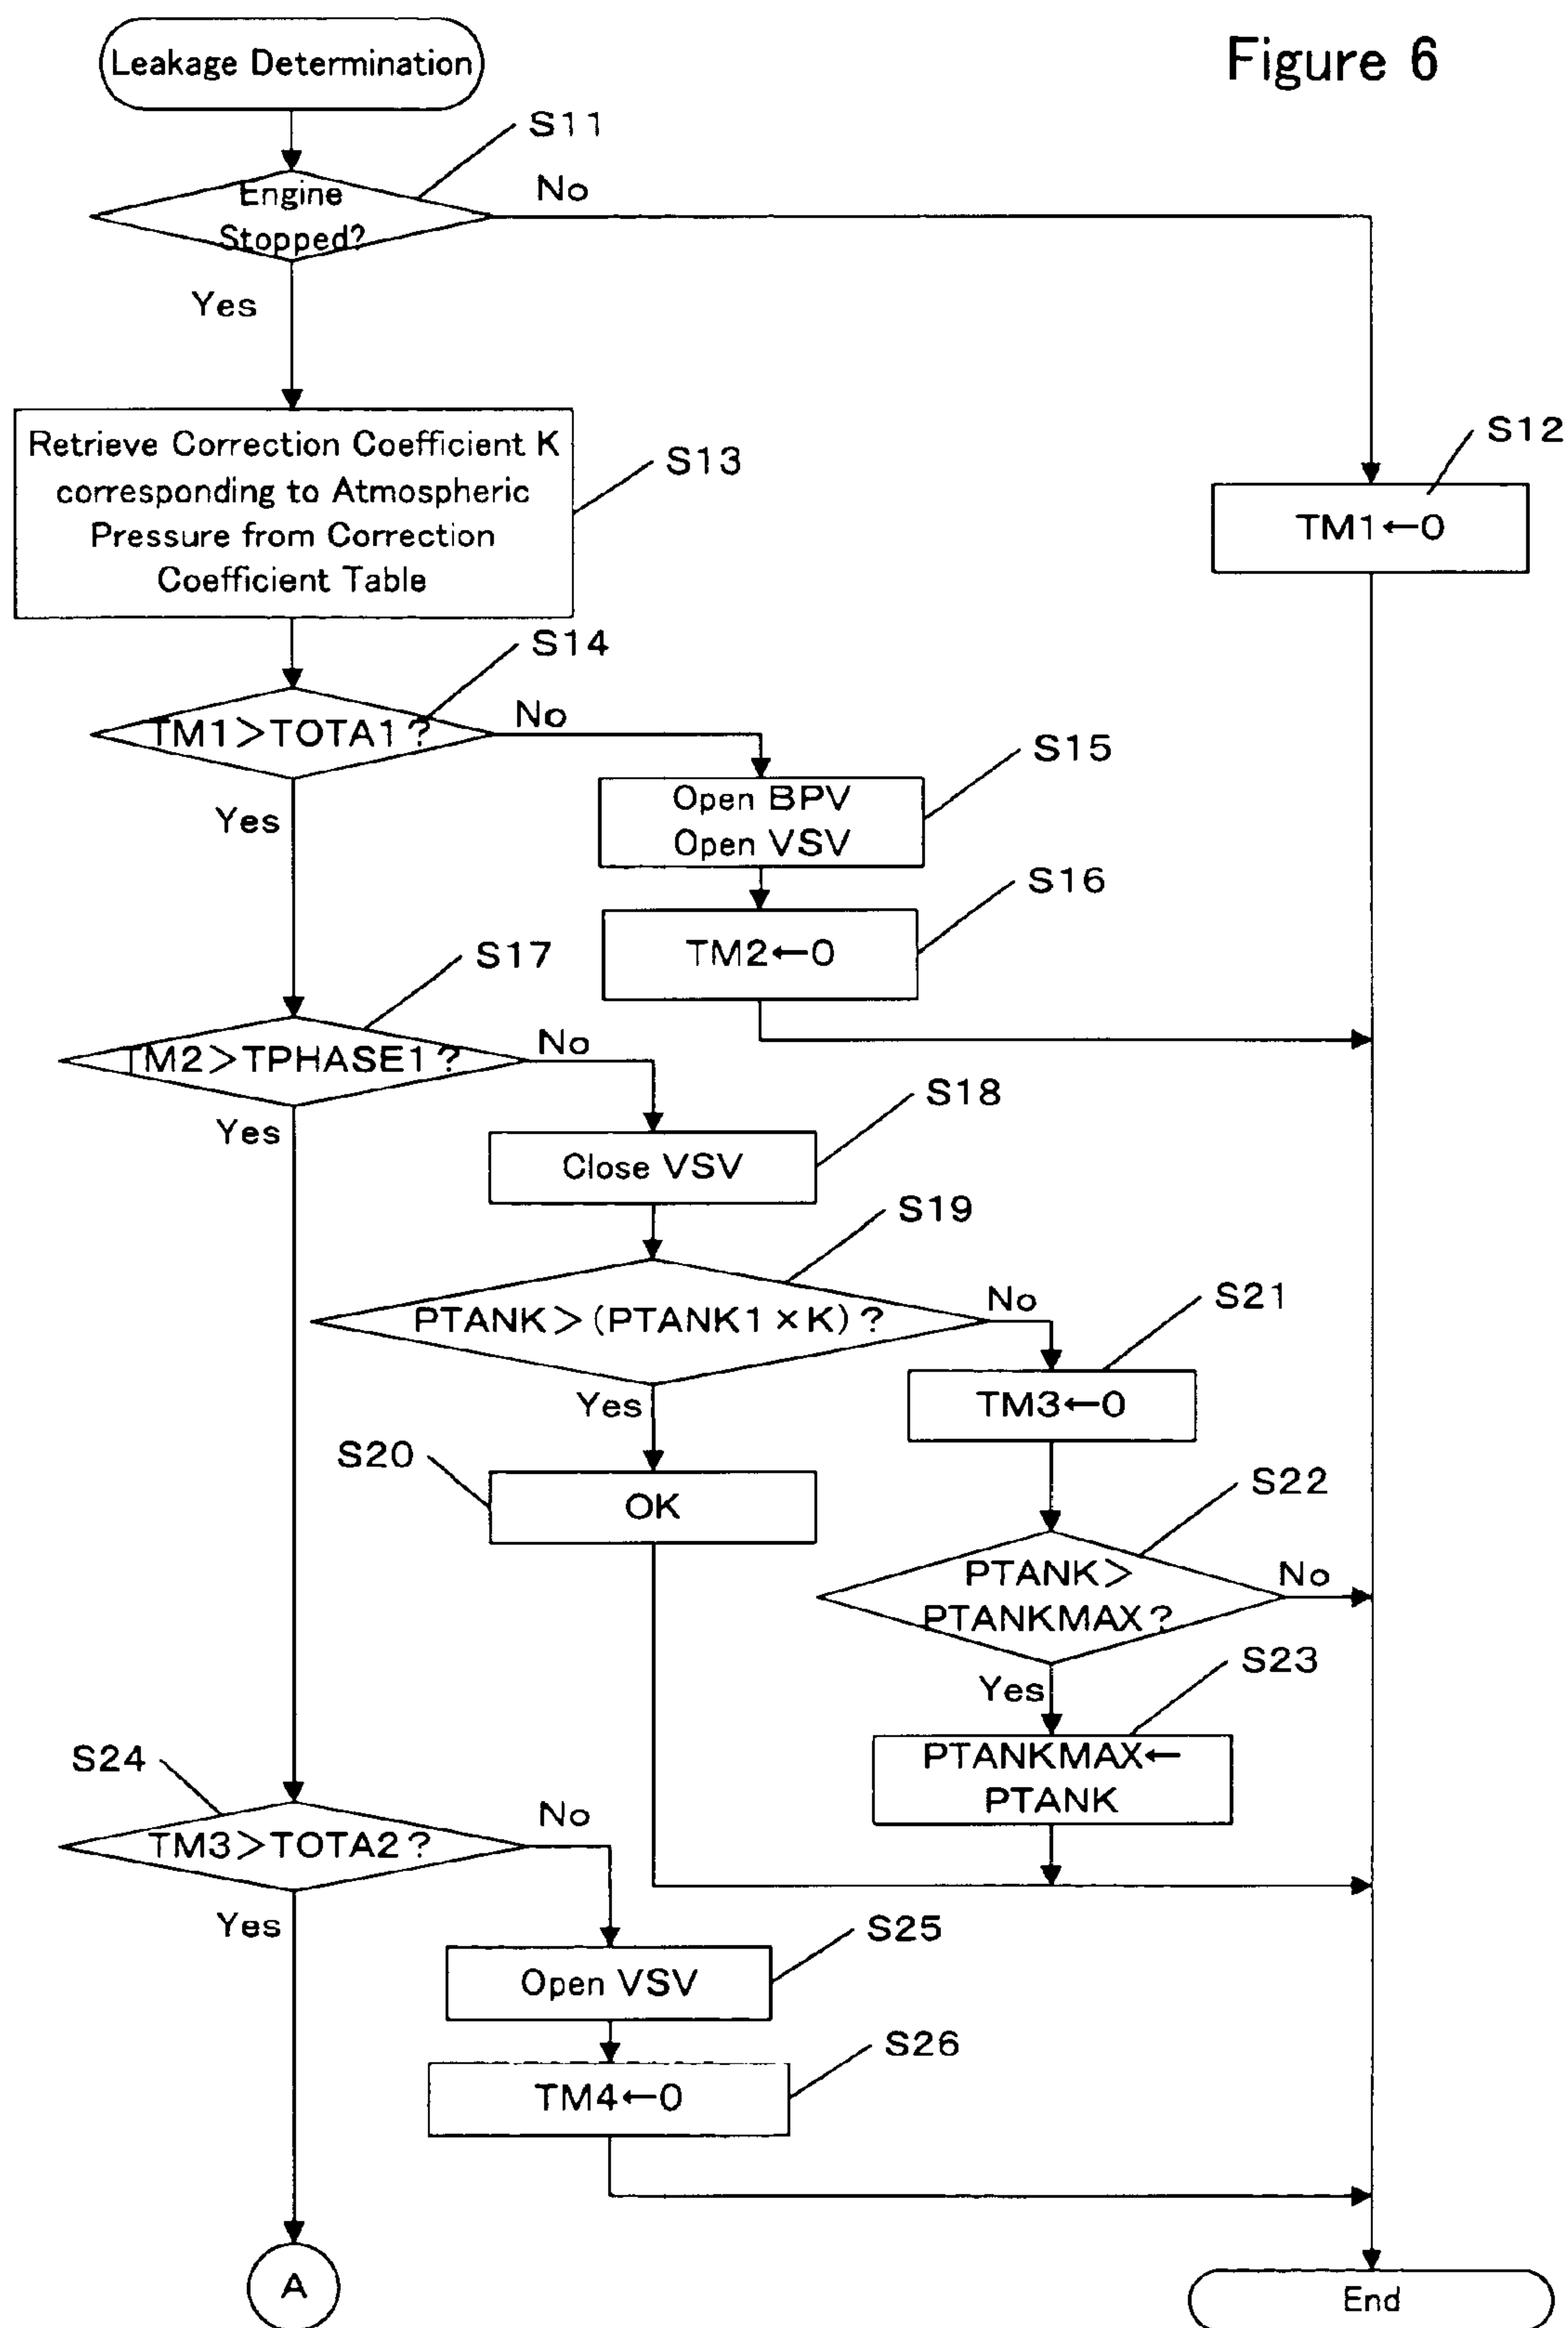 Figure 6
Leakage Determination
S11
Engine
Stopped?
No
Yes
S12
TM1←0
Retrieve Correction Coefficient K
corresponding to Atmospheric
Pressure from Correction
Coefficient Table
S13
S14
TM1>TOTA1?
No
Yes
S15
Open BPV
Open VSV
S16
TM2←0
S17
TM2>TPHASE1?
No
Yes
S18
Close VSV
S19
PTANK>(PTANK1×K)?
No
Yes
S21
TM3←0
S20
OK
S22
PTANK>
PTANKMAX?
No
Yes
S23
PTANKMAX←
PTANK
S24
TM3>TOTA2?
No
Yes
S25
Open VSV
S26
TM4←0
A
End